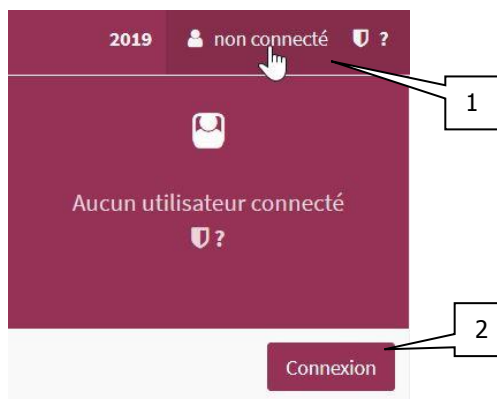 2019 non connecté ?
1
Aucun utilisateur connecté
?
2
Connexion